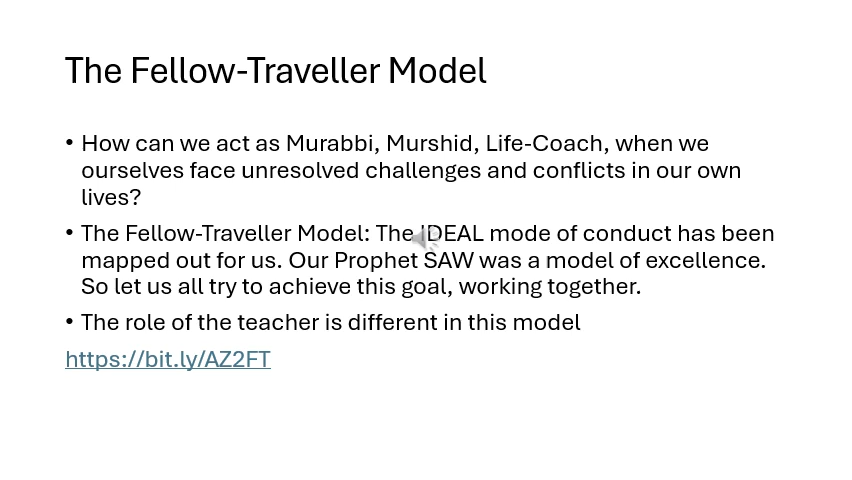 The Fellow-Traveller Model
• How can we act as Murabbi, Murshid, Life-Coach, when we
ourselves face unresolved challenges and conflicts in our own
lives?
• The Fellow-Traveller Model: The IDEAL mode of conduct has been
mapped out for us. Our Prophet SAW was a model of excellence.
So let us all try to achieve this goal, working together.
• The role of the teacher is different in this model
https://bit.ly/AZ2FT